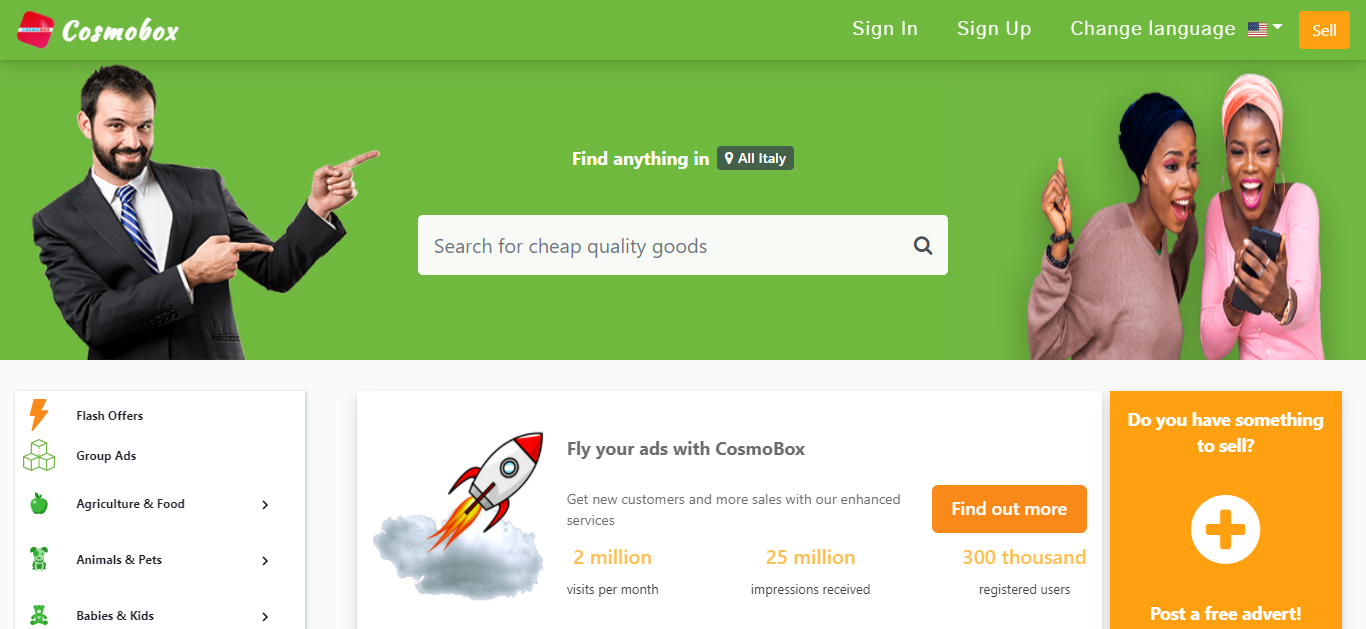 Cosmobox
Sign In
Sign Up
Change language
Sell
Find anything in
All Italy
Search for cheap quality goods
Flash Offers
Group Ads
Agriculture & Food
Animals & Pets
Babies & Kids
Fly your ads with CosmoBox
Get new customers and more sales with our enhanced
services
Find out more
2 million
25 million
300 thousand
visits per month
impressions received
registered users
Do you have something
to sell?
Post a free advert!